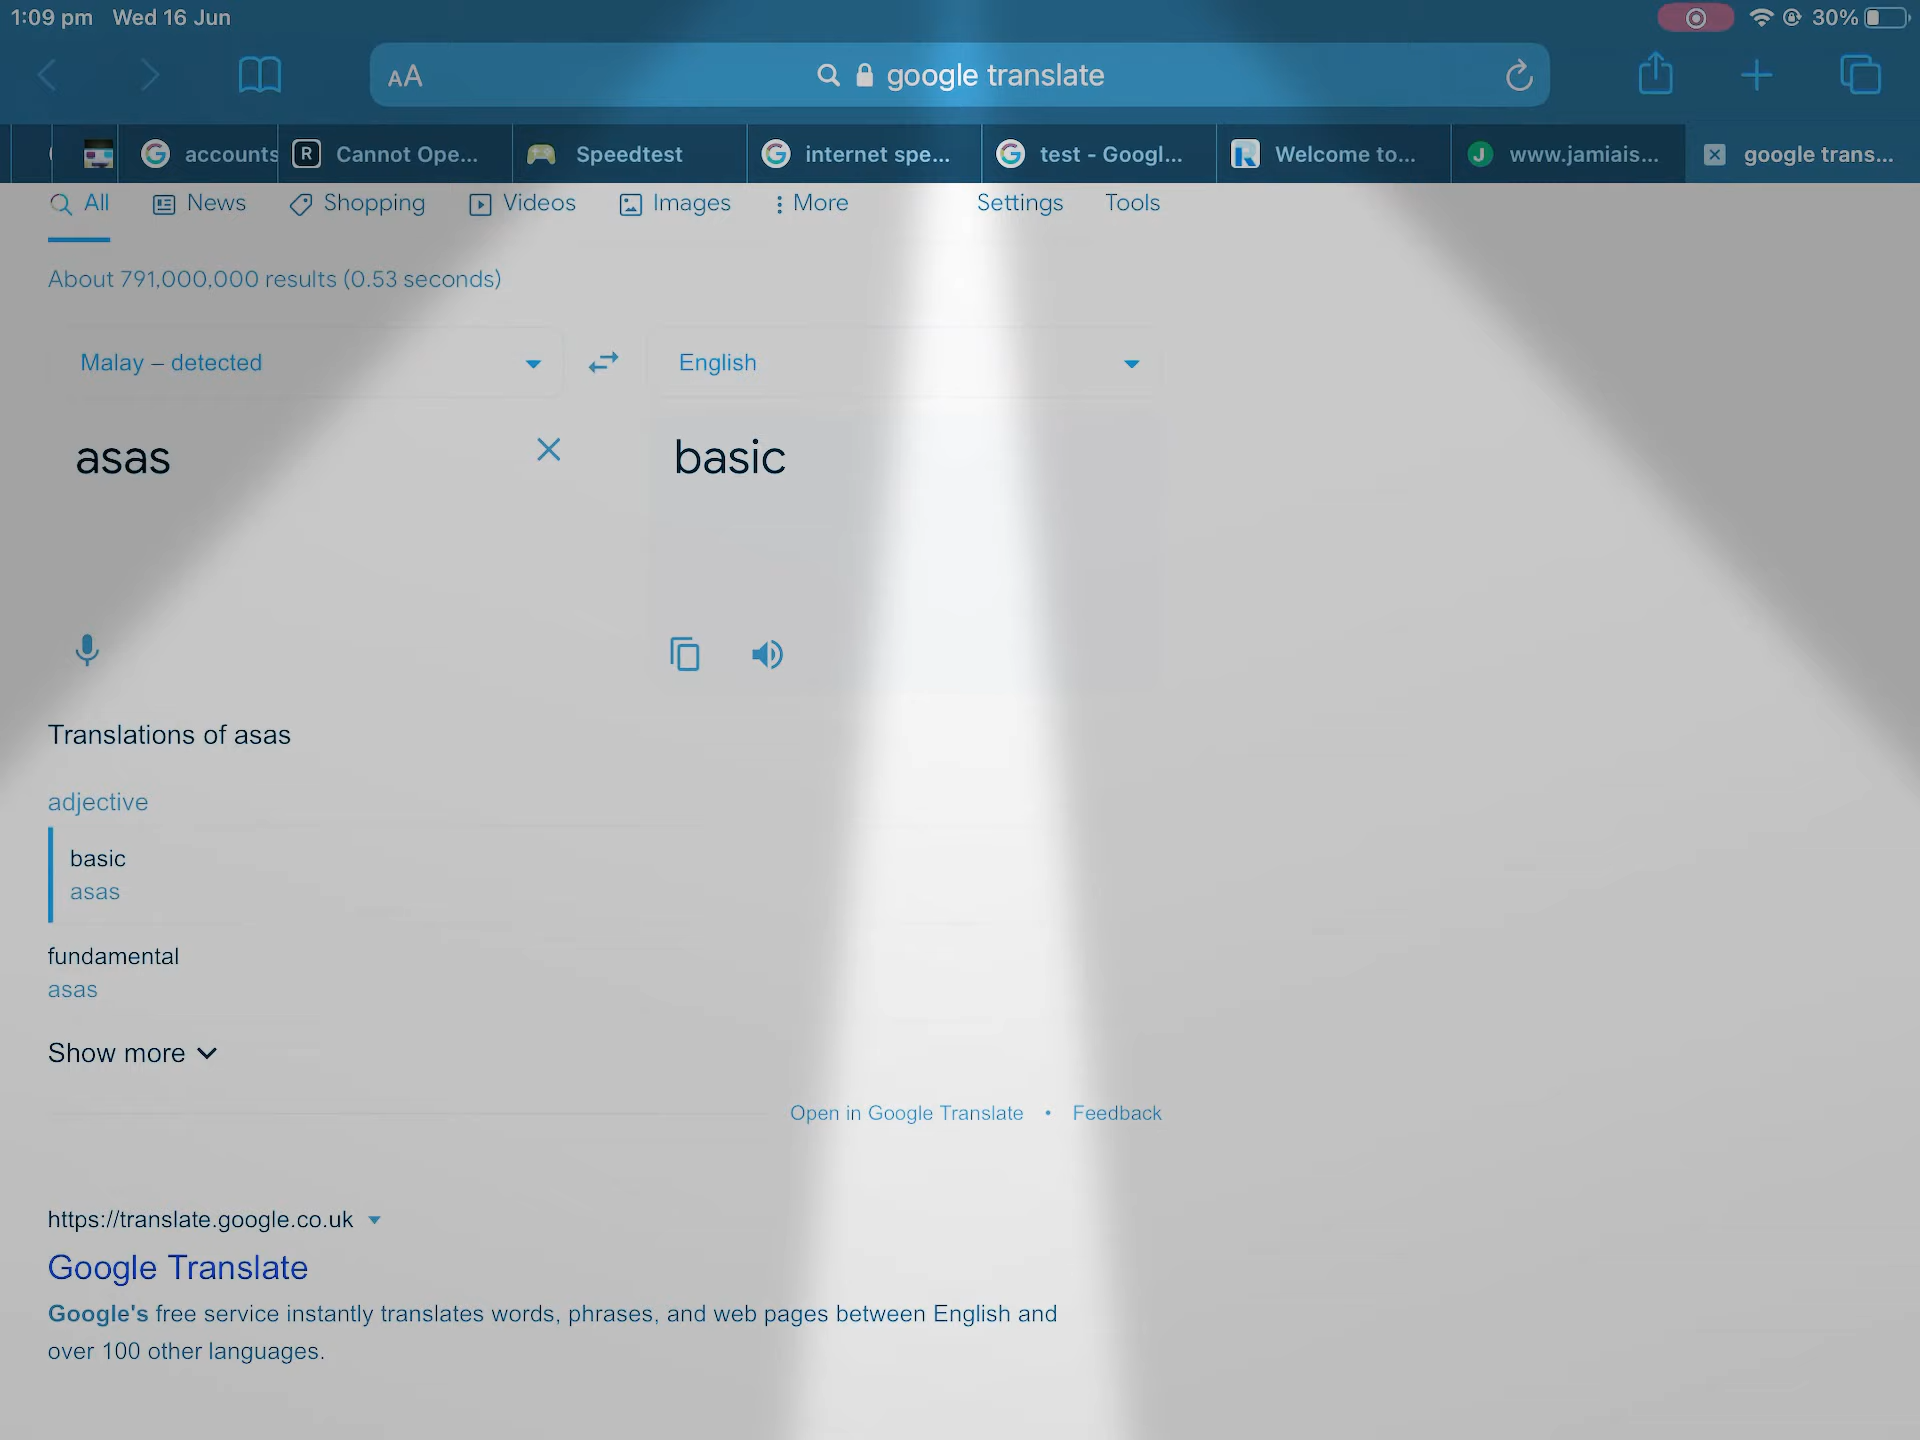 1:09 pm Wed 16 Jun 30%
AA google translate
accounts Cannot Ope... Speedtest internet spe... test - Googl... Welcome to... www.jamiais... google trans...
All News Shopping Videos Images More Settings Tools
About 791,000,000 results (0.53 seconds)
Malay – detected English
asas basic
Translations of asas
adjective
basic
asas
fundamental
asas
Show more
Open in Google Translate • Feedback
https://translate.google.co.uk
Google Translate
Google's free service instantly translates words, phrases, and web pages between English and
over 100 other languages.